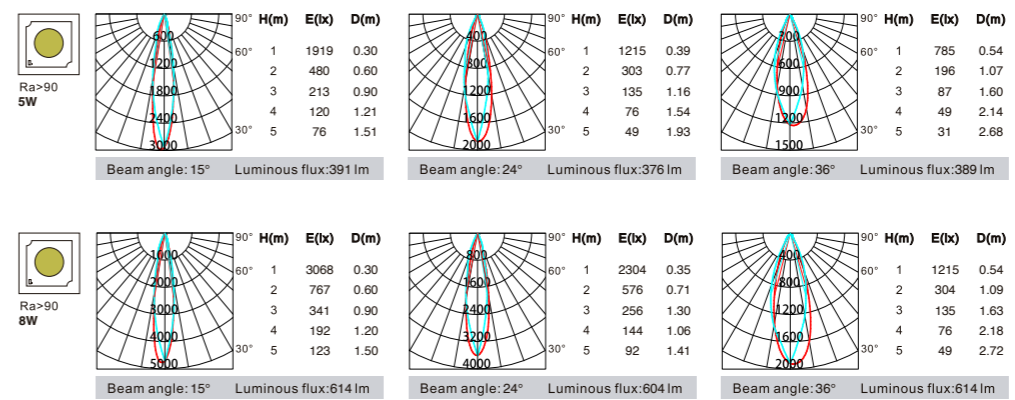 90° H(m) E(lx) D(m)
600
60° 1 1919 0.30
1200 2 480 0.60
1800 3 213 0.90
2400 4 120 1.21
30° 5 76 1.51
3000
Ra>90
5W
Beam angle: 15° Luminous flux:391 lm
90° H(m) E(lx) D(m)
400
60° 1 1215 0.39
800 2 303 0.77
1200 3 135 1.16
1600 4 76 1.54
30° 5 49 1.93
2000
Beam angle: 24° Luminous flux:376 lm
90° H(m) E(lx) D(m)
300
60° 1 785 0.54
600 2 196 1.07
900 3 87 1.60
1200 4 49 2.14
30° 5 31 2.68
1500
Beam angle: 36° Luminous flux:389 lm
90° H(m) E(lx) D(m)
1000
60° 1 3068 0.30
2000 2 767 0.60
3000 3 341 0.90
4000 4 192 1.20
30° 5 123 1.50
5000
Ra>90
8W
Beam angle: 15° Luminous flux:614 lm
90° H(m) E(lx) D(m)
800
60° 1 2304 0.35
1600 2 576 0.71
2400 3 256 1.30
3200 4 144 1.06
30° 5 92 1.41
4000
Beam angle: 24° Luminous flux:604 lm
90° H(m) E(lx) D(m)
400
60° 1 1215 0.54
800 2 304 1.09
1200 3 135 1.63
1600 4 76 2.18
30° 5 49 2.72
2000
Beam angle: 36° Luminous flux:614 lm